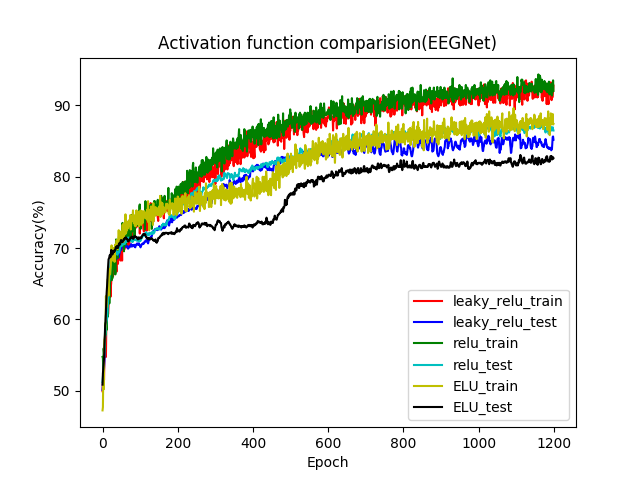 Activation function comparision(EEGNet)
Accuracy(%)
90
80
70
60
50
0 200 400 600 800 1000 1200
Epoch
leaky_relu_train
leaky_relu_test
relu_train
relu_test
ELU_train
ELU_test